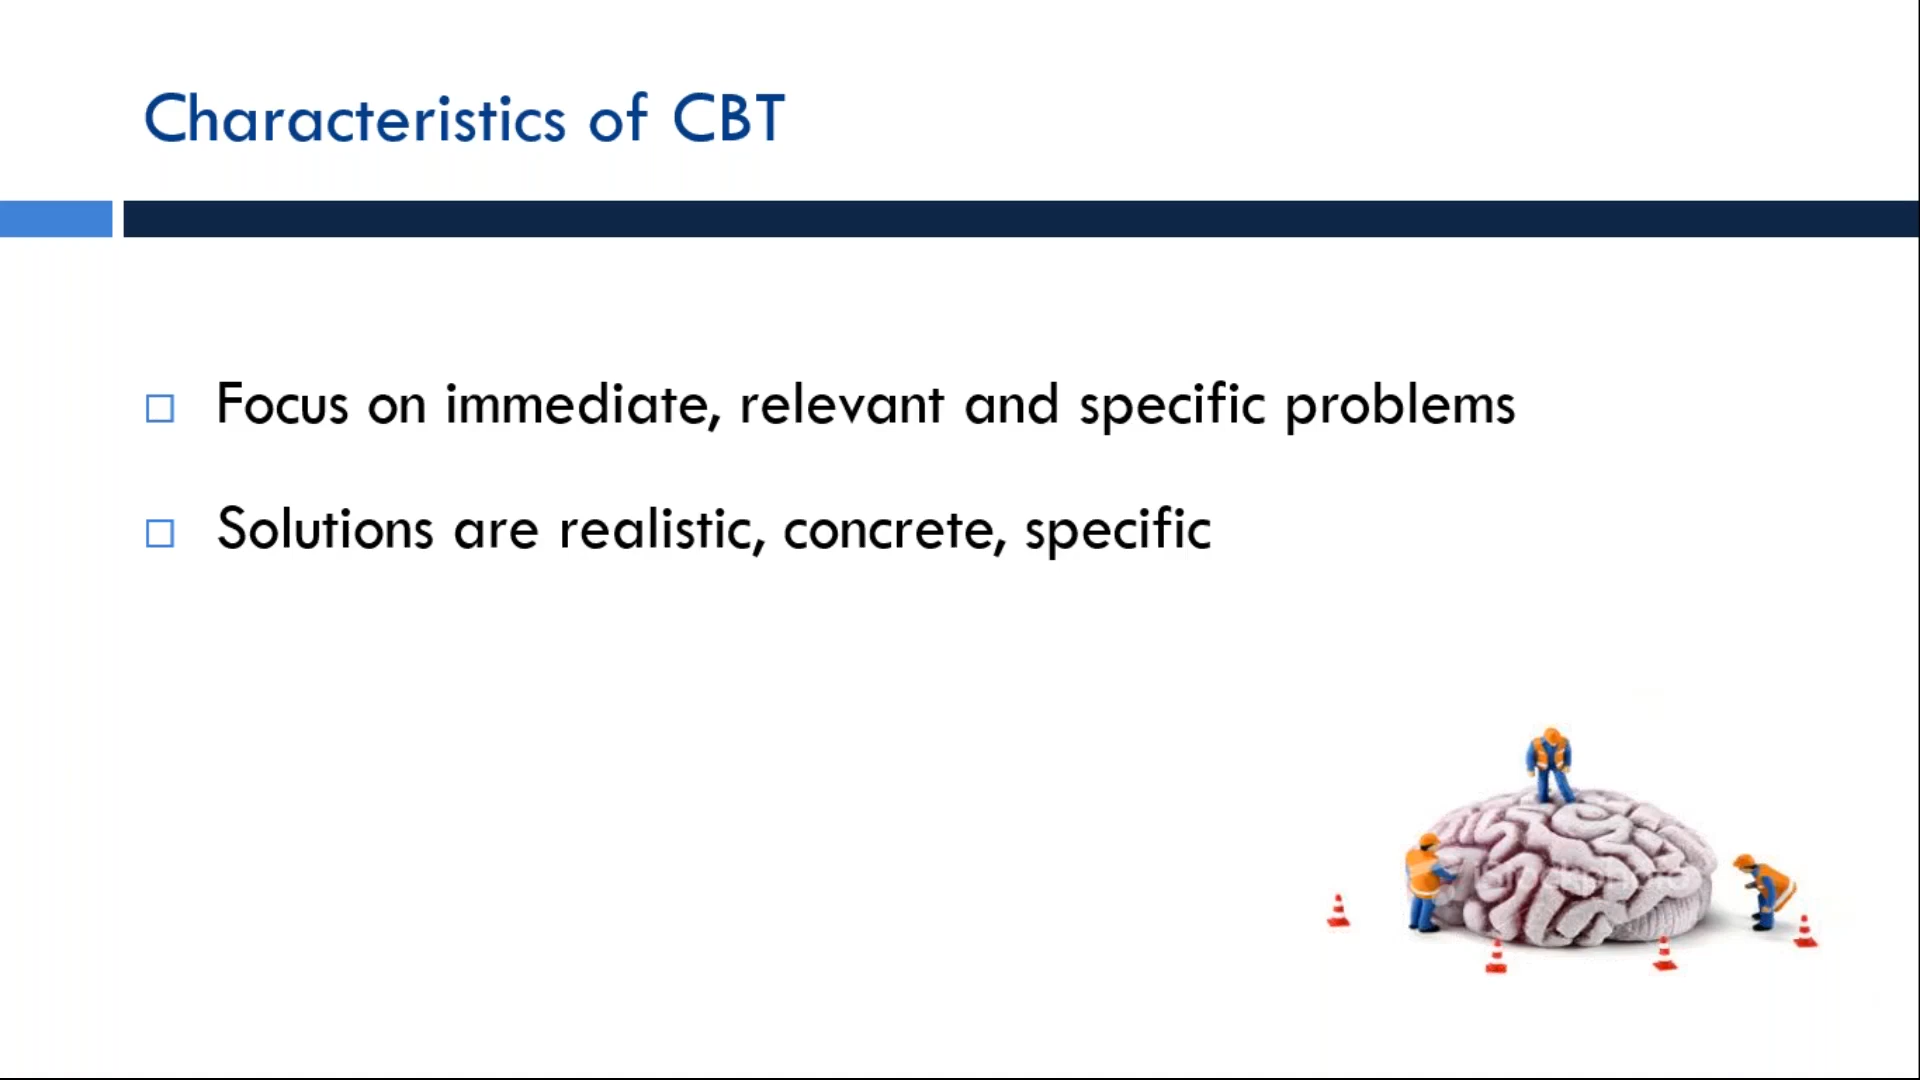 Characteristics of CBT
Focus on immediate, relevant and specific problems
Solutions are realistic, concrete, specific